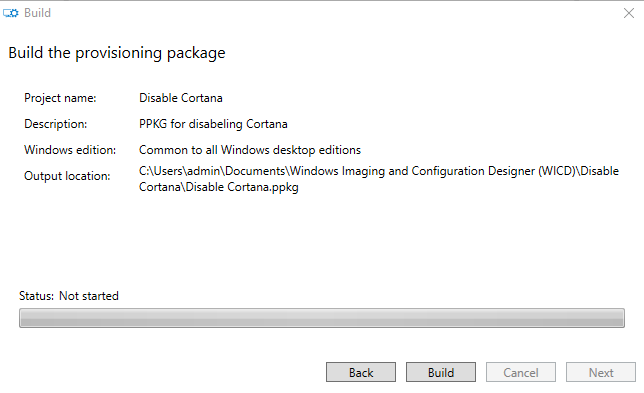 Build
Build the provisioning package
Project name: Disable Cortana
Description: PPKG for disabeling Cortana
Windows edition: Common to all Windows desktop editions
Output location: C:\Users\admin\Documents\Windows Imaging and Configuration Designer (WICD)\Disable
Cortana\Disable Cortana.ppkg
Status: Not started
Back Build Cancel Next